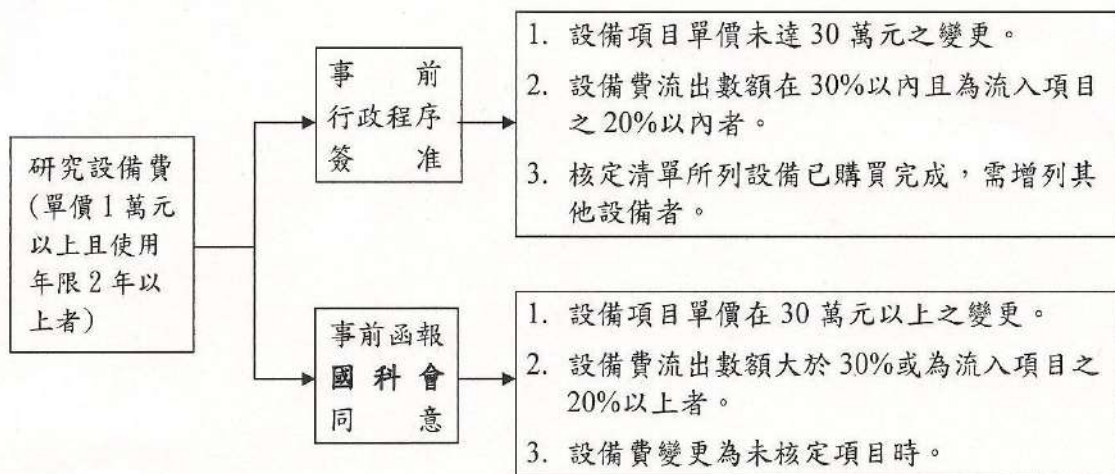 研究設備費
(單價1萬元
以上且使用
年限2年以
上者)
事前
行政程序
簽准
1. 設備項目單價未達30萬元之變更。
2. 設備費流出數額在30%以內且為流入項目
之20%以內者。
3. 核定清單所列設備已購買完成，需增列其
他設備者。
事前函報
國科會
同意
1. 設備項目單價在30萬元以上之變更。
2. 設備費流出數額大於30%或為流入項目之
20%以上者。
3. 設備費變更為未核定項目時。